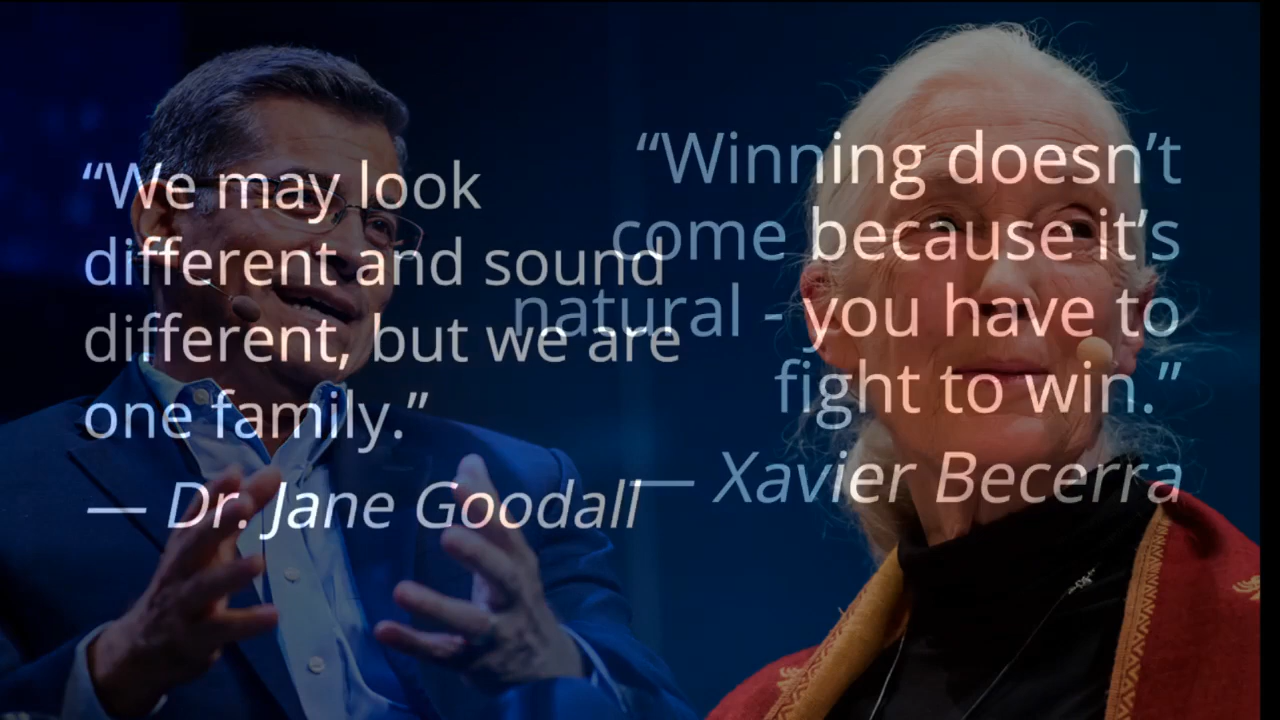 “We may look
different and sound
different, but we are
one family.”
— Dr. Jane Goodall
“Winning doesn’t
come because it’s
natural - you have to
fight to win.”
— Xavier Becerra